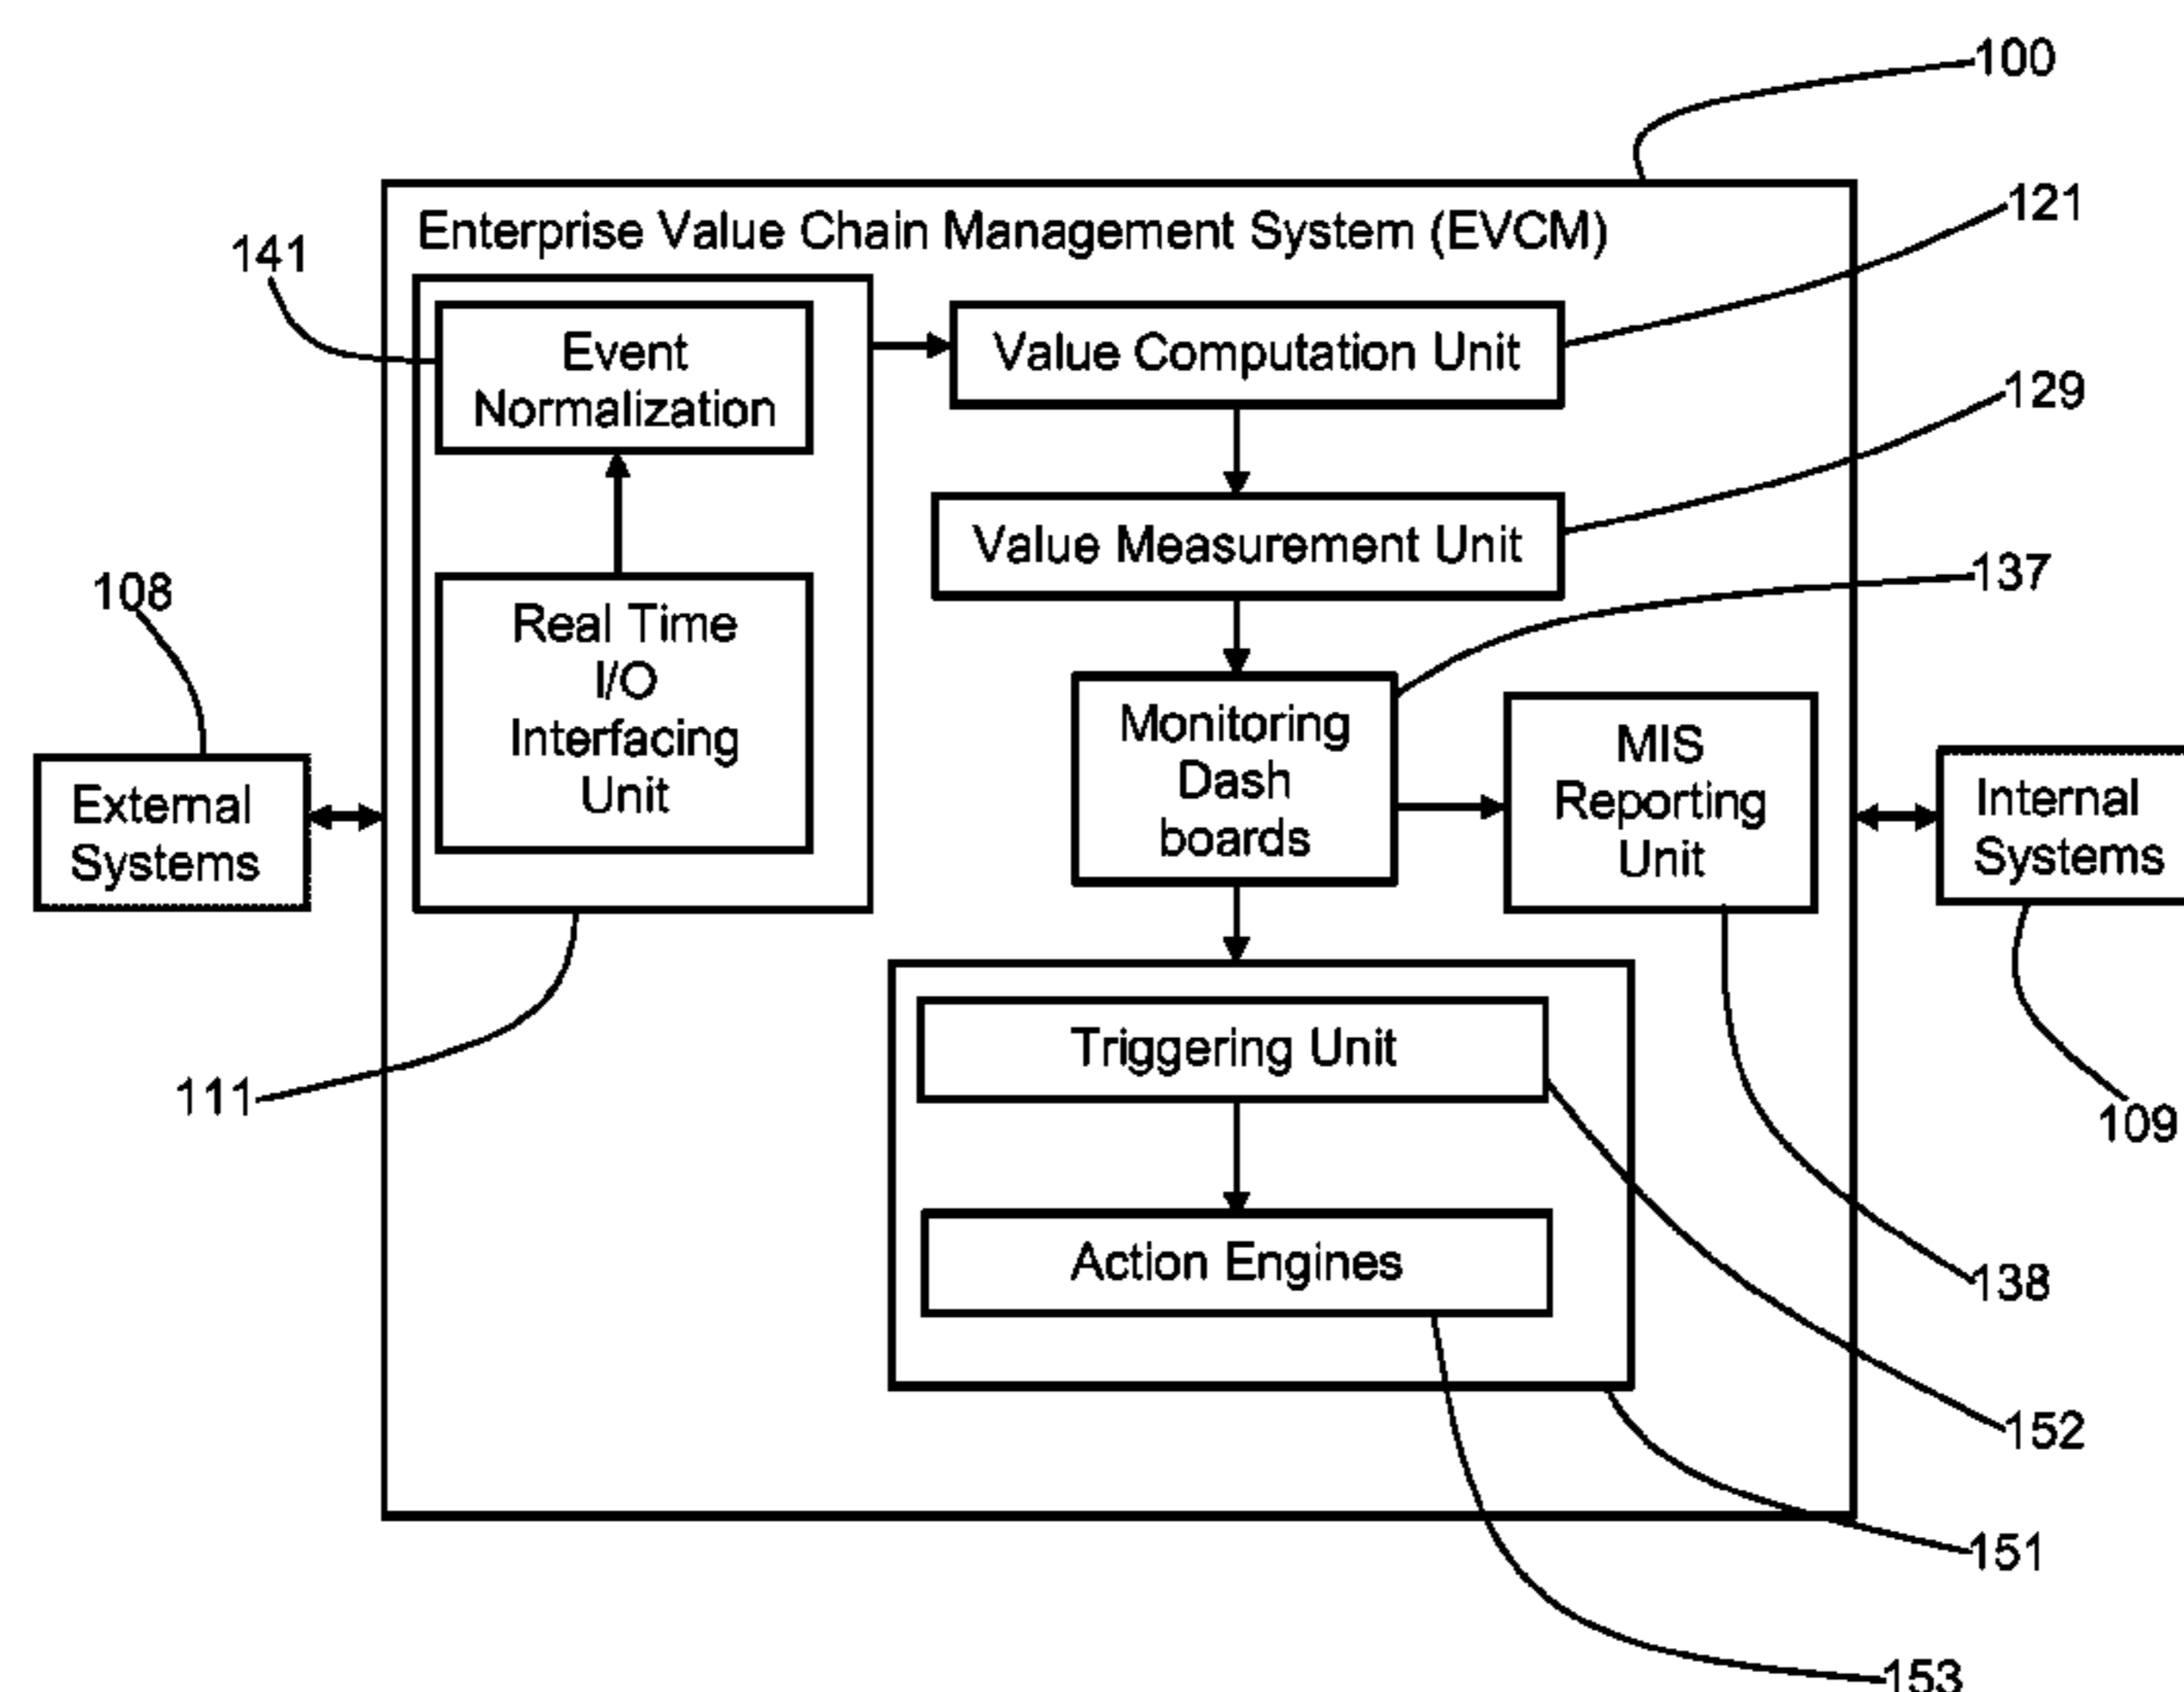 100
Enterprise Value Chain Management System (EVCM)
121
141
Event
Normalization
Value Computation Unit
129
Value Measurement Unit
137
108
Real Time
I/O
Interfacing
Unit
Monitoring
Dash
boards
MIS
Reporting
Unit
External
Systems
Internal
Systems
111
109
Triggering Unit
Action Engines
138
152
151
153